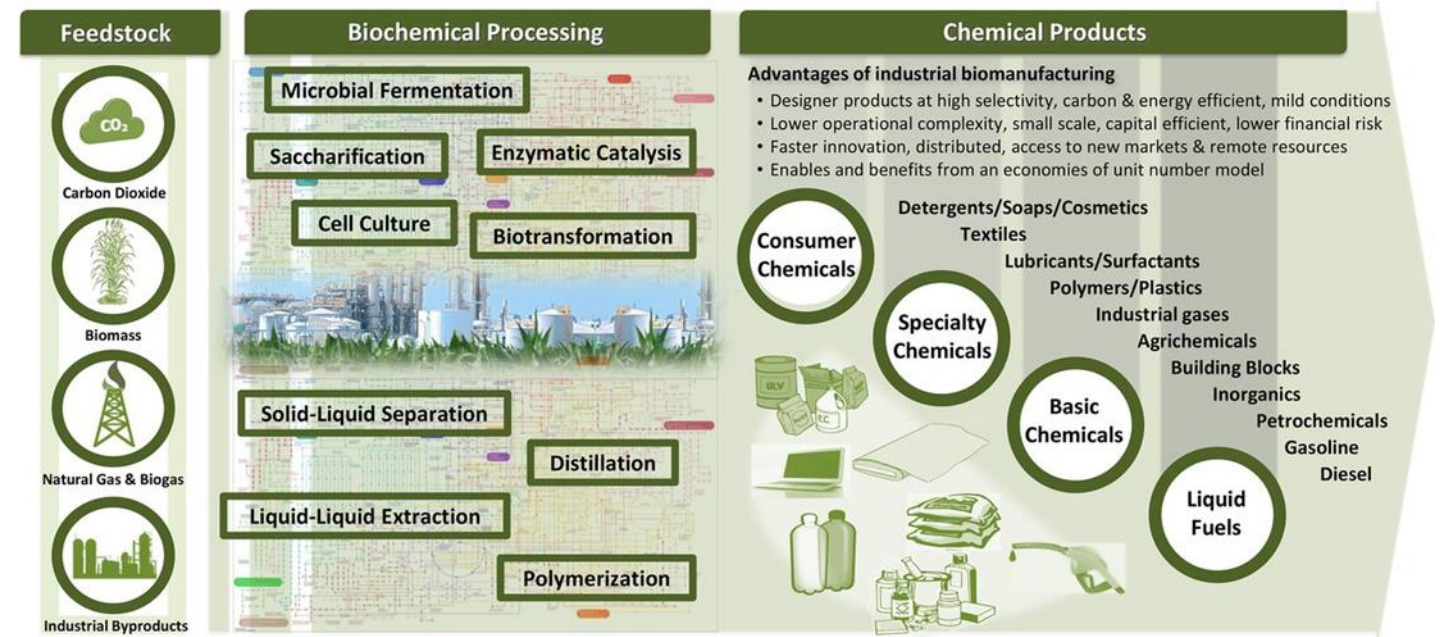 Feedstock
CO₂
Carbon Dioxide
Biomass
Natural Gas & Biogas
Industrial Byproducts
Biochemical Processing
Microbial Fermentation
Saccharification
Enzymatic Catalysis
Cell Culture
Biotransformation
Solid-Liquid Separation
Distillation
Liquid-Liquid Extraction
Polymerization
Chemical Products
Advantages of industrial biomanufacturing
• Designer products at high selectivity, carbon & energy efficient, mild conditions
• Lower operational complexity, small scale, capital efficient, lower financial risk
• Faster innovation, distributed, access to new markets & remote resources
• Enables and benefits from an economies of unit number model
Consumer
Chemicals
Specialty
Chemicals
Basic
Chemicals
Liquid
Fuels
Detergents/Soaps/Cosmetics
Textiles
Lubricants/Surfactants
Polymers/Plastics
Industrial gases
Agrichemicals
Building Blocks
Inorganics
Petrochemicals
Gasoline
Diesel
ULV